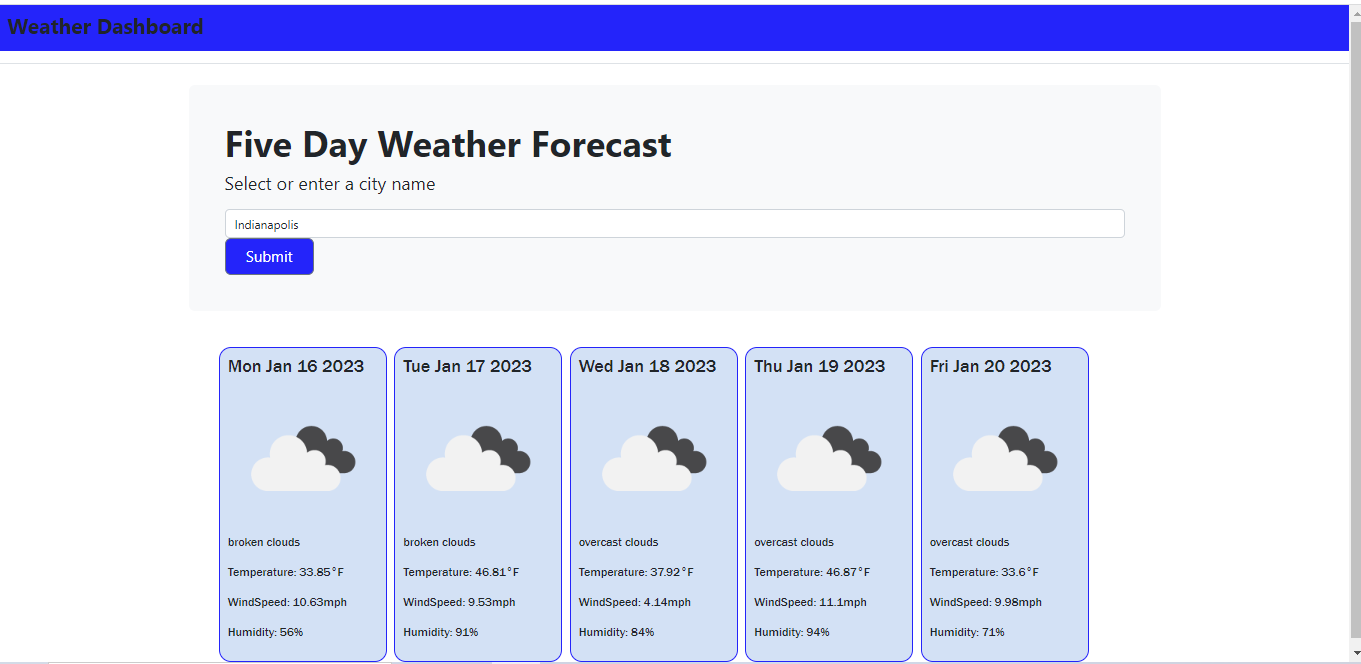 Weather Dashboard
Five Day Weather Forecast
Select or enter a city name
Indianapolis
Submit
Mon Jan 16 2023
broken clouds
Temperature: 33.85°F
WindSpeed: 10.63mph
Humidity: 56%
Tue Jan 17 2023
broken clouds
Temperature: 46.81°F
WindSpeed: 9.53mph
Humidity: 91%
Wed Jan 18 2023
overcast clouds
Temperature: 37.92°F
WindSpeed: 4.14mph
Humidity: 84%
Thu Jan 19 2023
overcast clouds
Temperature: 46.87°F
WindSpeed: 11.1mph
Humidity: 94%
Fri Jan 20 2023
overcast clouds
Temperature: 33.6°F
WindSpeed: 9.98mph
Humidity: 71%